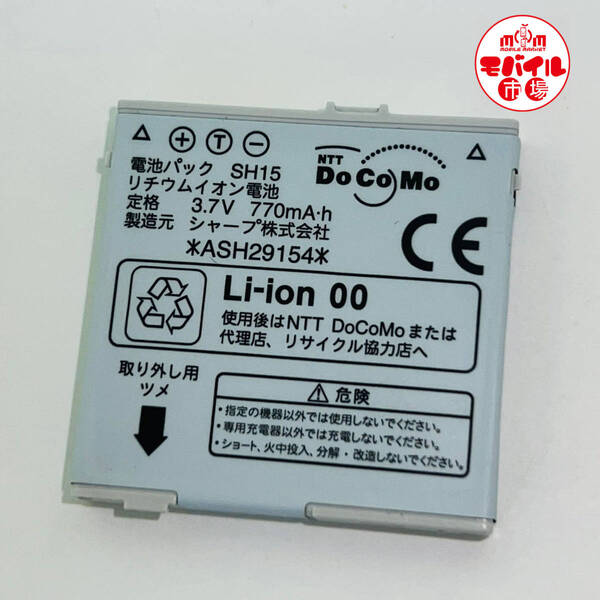 mom
MOBILE MARKET
モバイル
市場
+ T −
電池パック SH15
リチウムイオン電池
定格 3.7V 770mA·h
製造元 シャープ株式会社
*ASH29154*
NTT
DoCoMo
CE
Li-ion 00
使用後はNTT DoCoMoまたは
代理店、リサイクル協力店へ
取り外し用
ツメ
危険
・指定の機器以外では使用しないでください。
・専用充電器以外では充電しないでください。
・ショート、火中投入、分解・改造しないでください。